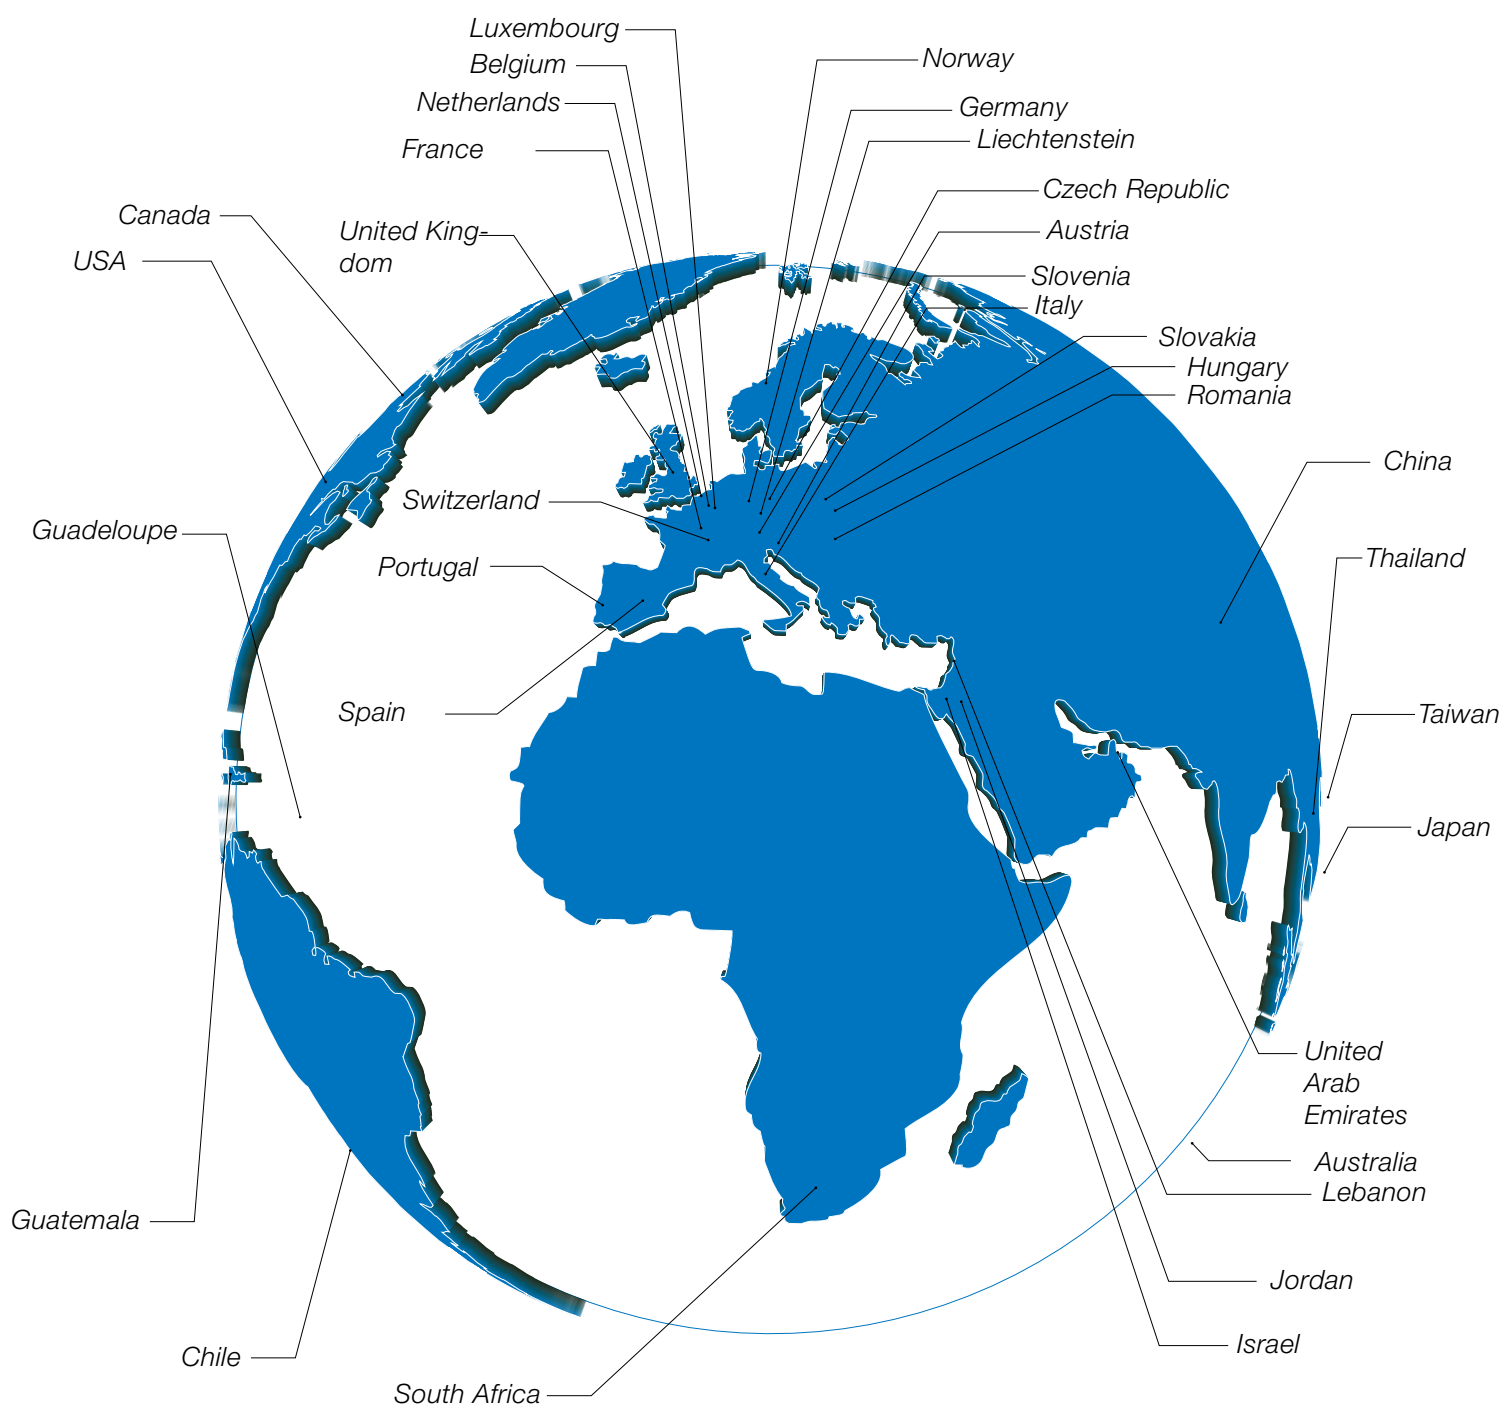 Luxembourg
Belgium
Netherlands
France
Canada
USA
United King-
dom
Norway
Germany
Liechtenstein
Czech Republic
Austria
Slovenia
Italy
Slovakia
Hungary
Romania
China
Switzerland
Guadeloupe
Portugal
Thailand
Spain
Taiwan
Japan
United
Arab
Emirates
Australia
Lebanon
Guatemala
Jordan
Israel
Chile
South Africa